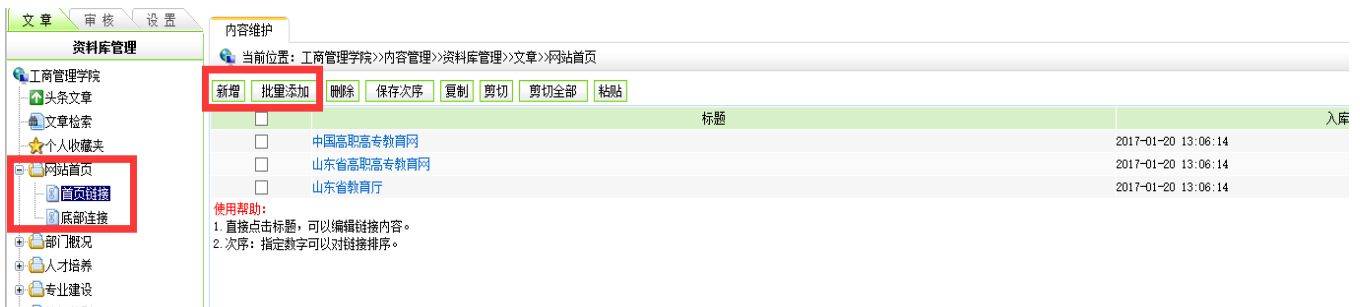 文章 审核 设置
资料库管理
工商管理学院
头条文章
文章检索
个人收藏夹
网站首页
首页链接
底部连接
部门概况
人才培养
专业建设
内容维护
当前位置：工商管理学院>>内容管理>>资料库管理>>文章>>网站首页
新增 批量添加 删除 保存次序 复制 剪切 剪切全部 粘贴
标题 入库
中国高职高专教育网 2017-01-20 13:06:14
山东省高职高专教育网 2017-01-20 13:06:14
山东省教育厅 2017-01-20 13:06:14
使用帮助：
1. 直接点击标题，可以编辑链接内容。
2. 次序：指定数字可以对链接排序。